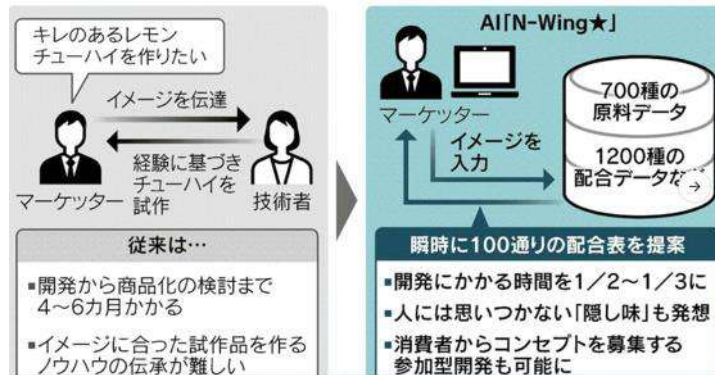 キレのあるレモン
チューハイを作りたい
イメージを伝達
経験に基づき
チューハイを
試作
マーケッター
技術者
従来は…
▪開発から商品化の検討まで
4〜6カ月かかる
▪イメージに合った試作品を作る
ノウハウの伝承が難しい
AI「N-Wing★」
マーケッター
イメージを
入力
700種の
原料データ
1200種の
配合データな
瞬時に100通りの配合表を提案
▪開発にかかる時間を1／2〜1／3に
▪人には思いつかない「隠し味」も発想
▪消費者からコンセプトを募集する
参加型開発も可能に